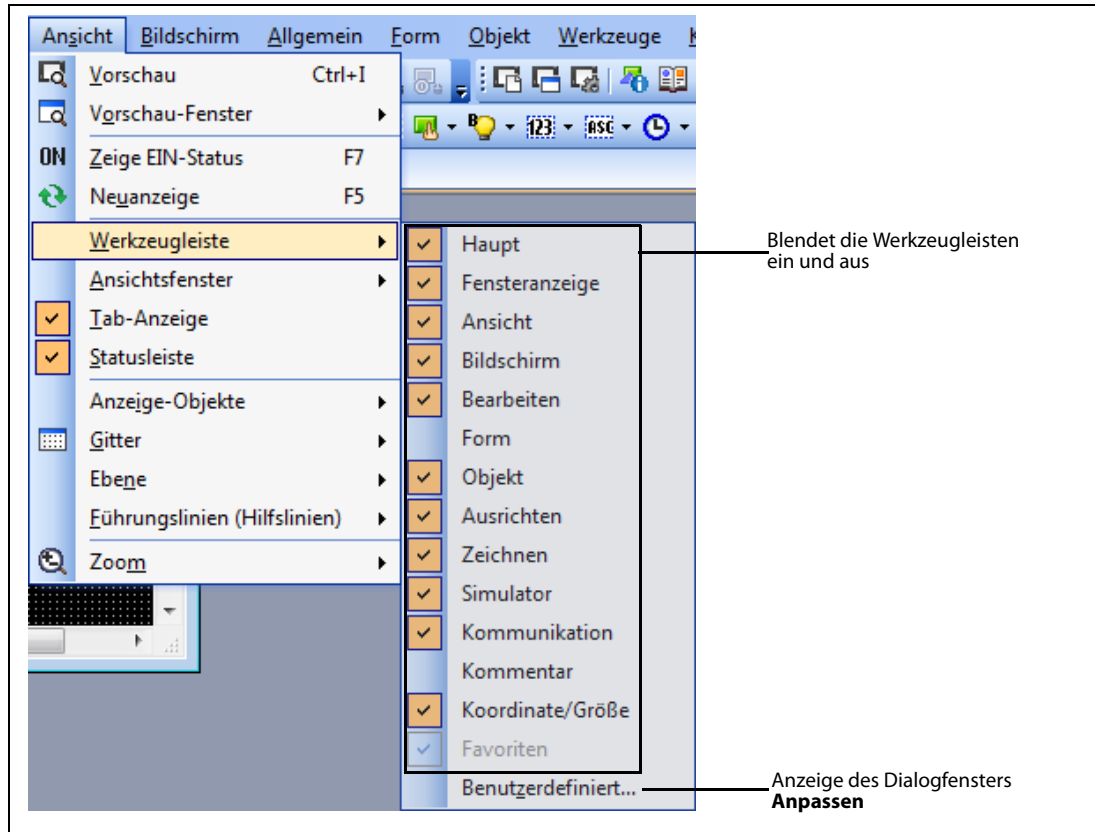 Ansicht Bildschirm Allgemein Form Objekt Werkzeuge
Vorschau Ctrl+I
Vorschau-Fenster
B 123 ASC
ON Zeige EIN-Status F7
Neuanzeige F5
Werkzeugleiste
Ansichtsfenster
Tab-Anzeige
Statusleiste
Anzeige-Objekte
Gitter
Ebene
Führungslinien (Hilfslinien)
Zoom
Haupt
Fensteranzeige
Ansicht
Bildschirm
Bearbeiten
Form
Objekt
Ausrichten
Zeichnen
Simulator
Kommunikation
Kommentar
Koordinate/Größe
Favoriten
Benutzerdefiniert...
Blendet die Werkzeugleisten
ein und aus
Anzeige des Dialogfensters
Anpassen